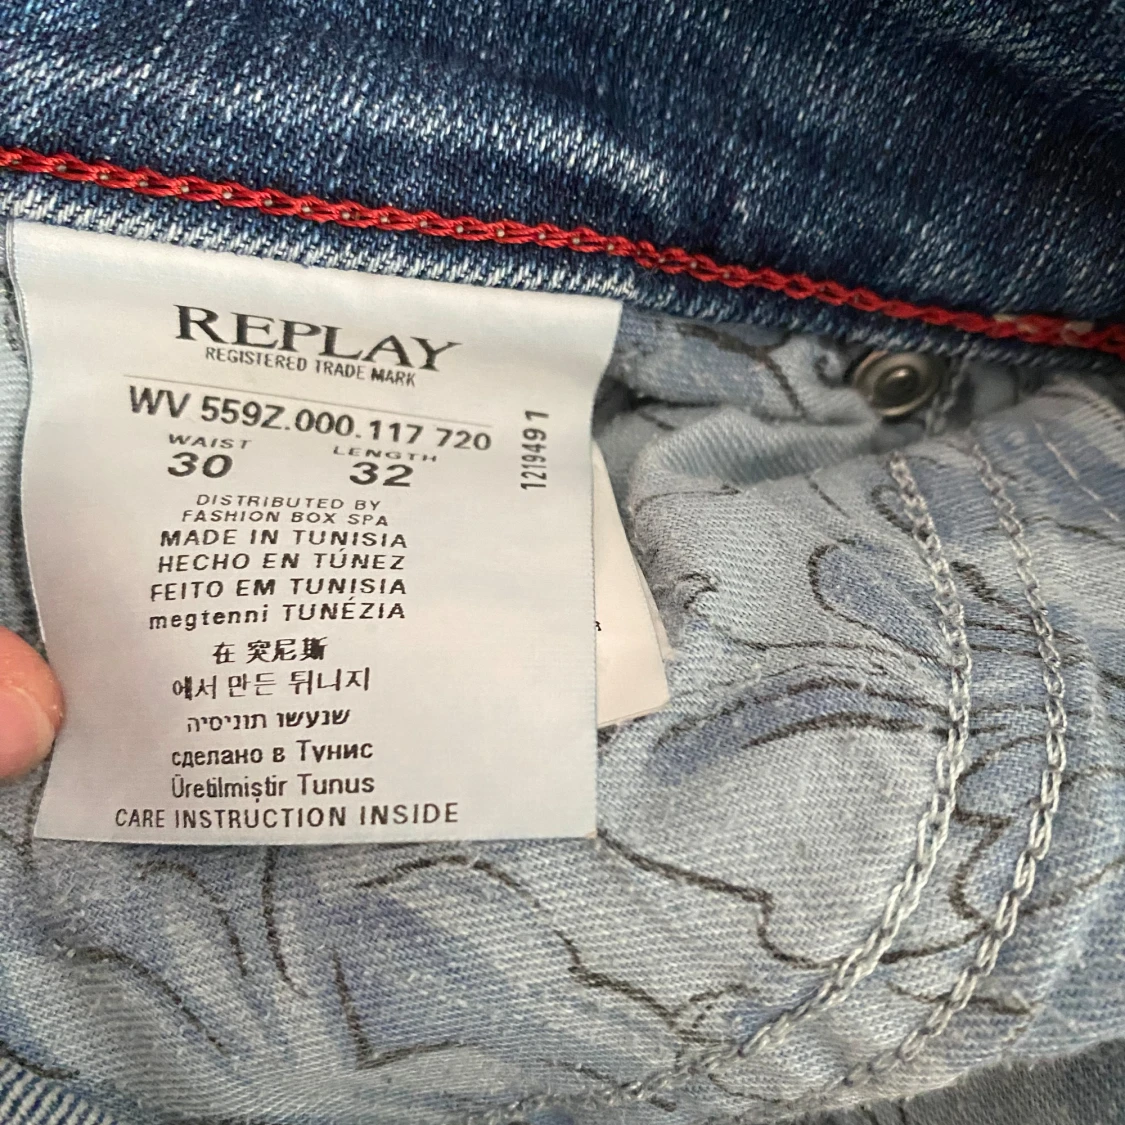 REPLAY
REGISTERED TRADE MARK
WV 559Z.000.117 720
WAIST LENGTH
30 32
1219491
DISTRIBUTED BY
FASHION BOX SPA
MADE IN TUNISIA
HECHO EN TÚNEZ
FEITO EM TUNISIA
megtenni TUNÉZIA
在 突尼斯
에서 만든 튀니지
שנעשו תוניסיה
сделано в Тунис
Üretilmiştir Tunus
CARE INSTRUCTION INSIDE
R